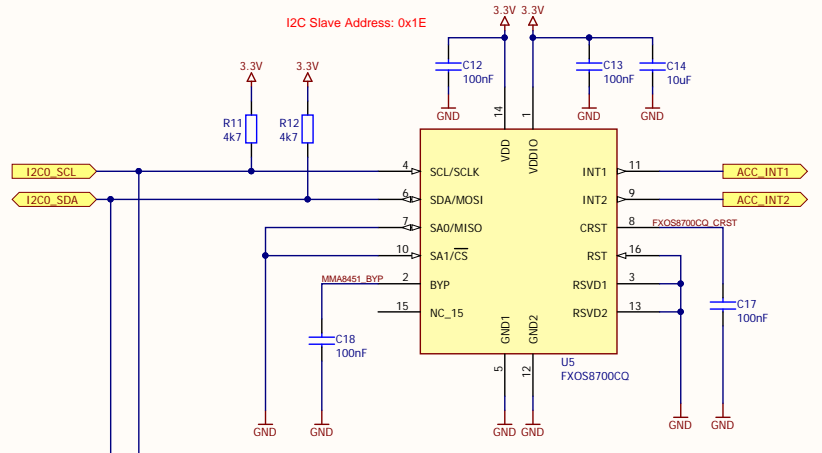 I2C Slave Address: 0x1E
3.3V 3.3V
C12
100nF
C13
100nF
C14
10uF
GND
GND
GND
3.3V
3.3V
R11
4k7
R12
4k7
14
1
VDD
VDDIO
I2C0_SCL
4
SCL/SCLK
INT1
11
ACC_INT1
I2C0_SDA
6
SDA/MOSI
INT2
9
ACC_INT2
7
SA0/MISO
CRST
8
FXOS8700CQ_CRST
10
SA1/CS
RST
16
MMA8451_BYP
2
BYP
RSVD1
3
15
NC_15
RSVD2
13
C17
100nF
C18
100nF
GND1
GND2
5
12
U5
FXOS8700CQ
GND
GND
GND GND
GND
GND